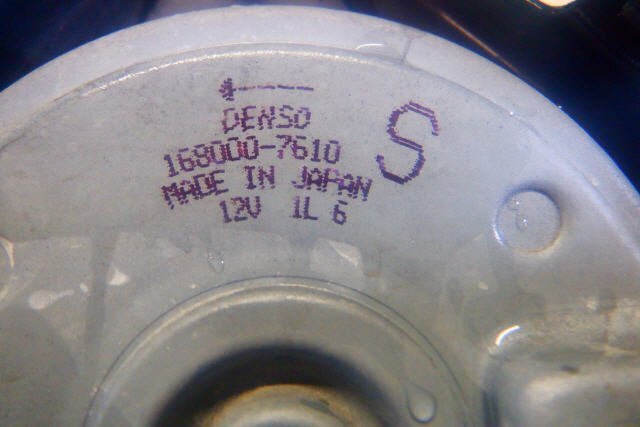 DENSO
168000-7610
MADE IN JAPAN
12V 1L 6
S